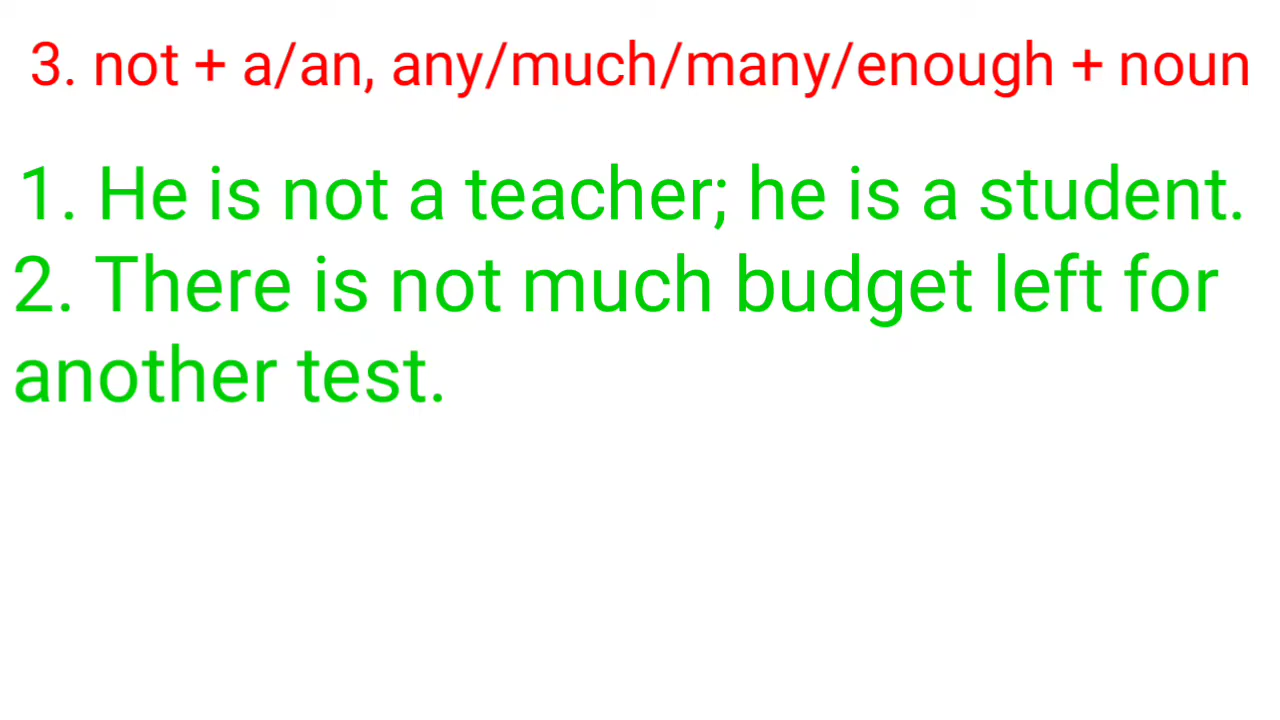 3. not + a/an, any/much/many/enough + noun
1. He is not a teacher; he is a student.
2. There is not much budget left for
another test.